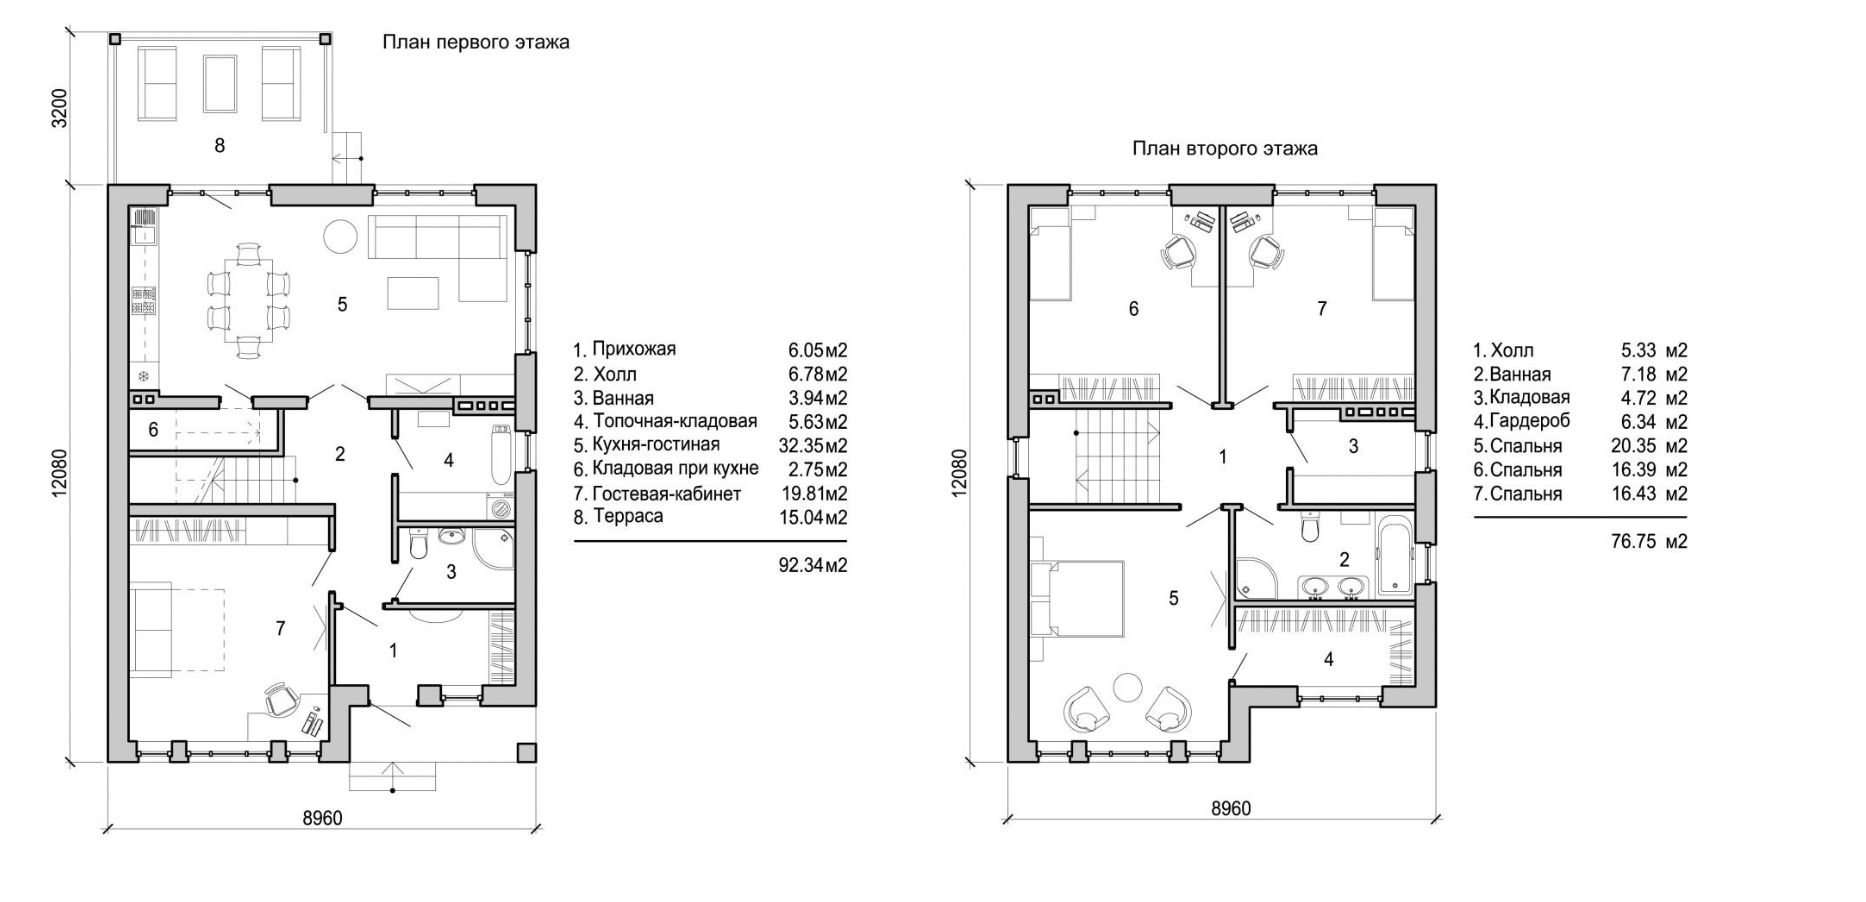 План первого этажа
3200
8
12080
5
6
2
4
3
7
1
8960
1. Прихожая 6.05м2
2. Холл 6.78м2
3. Ванная 3.94м2
4. Топочная-кладовая 5.63м2
5. Кухня-гостиная 32.35м2
6. Кладовая при кухне 2.75м2
7. Гостевая-кабинет 19.81м2
8. Терраса 15.04м2
92.34м2
План второго этажа
12080
6
7
1
3
2
5
4
8960
1. Холл 5.33 м2
2.Ванная 7.18 м2
3.Кладовая 4.72 м2
4.Гардероб 6.34 м2
5.Спальня 20.35 м2
6.Спальня 16.39 м2
7.Спальня 16.43 м2
76.75 м2